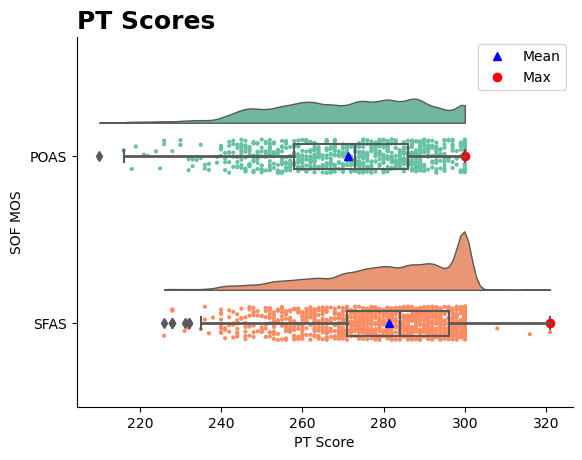 PT Scores
Mean
Max
POAS
SFAS
SOF MOS
220 240 260 280 300 320
PT Score